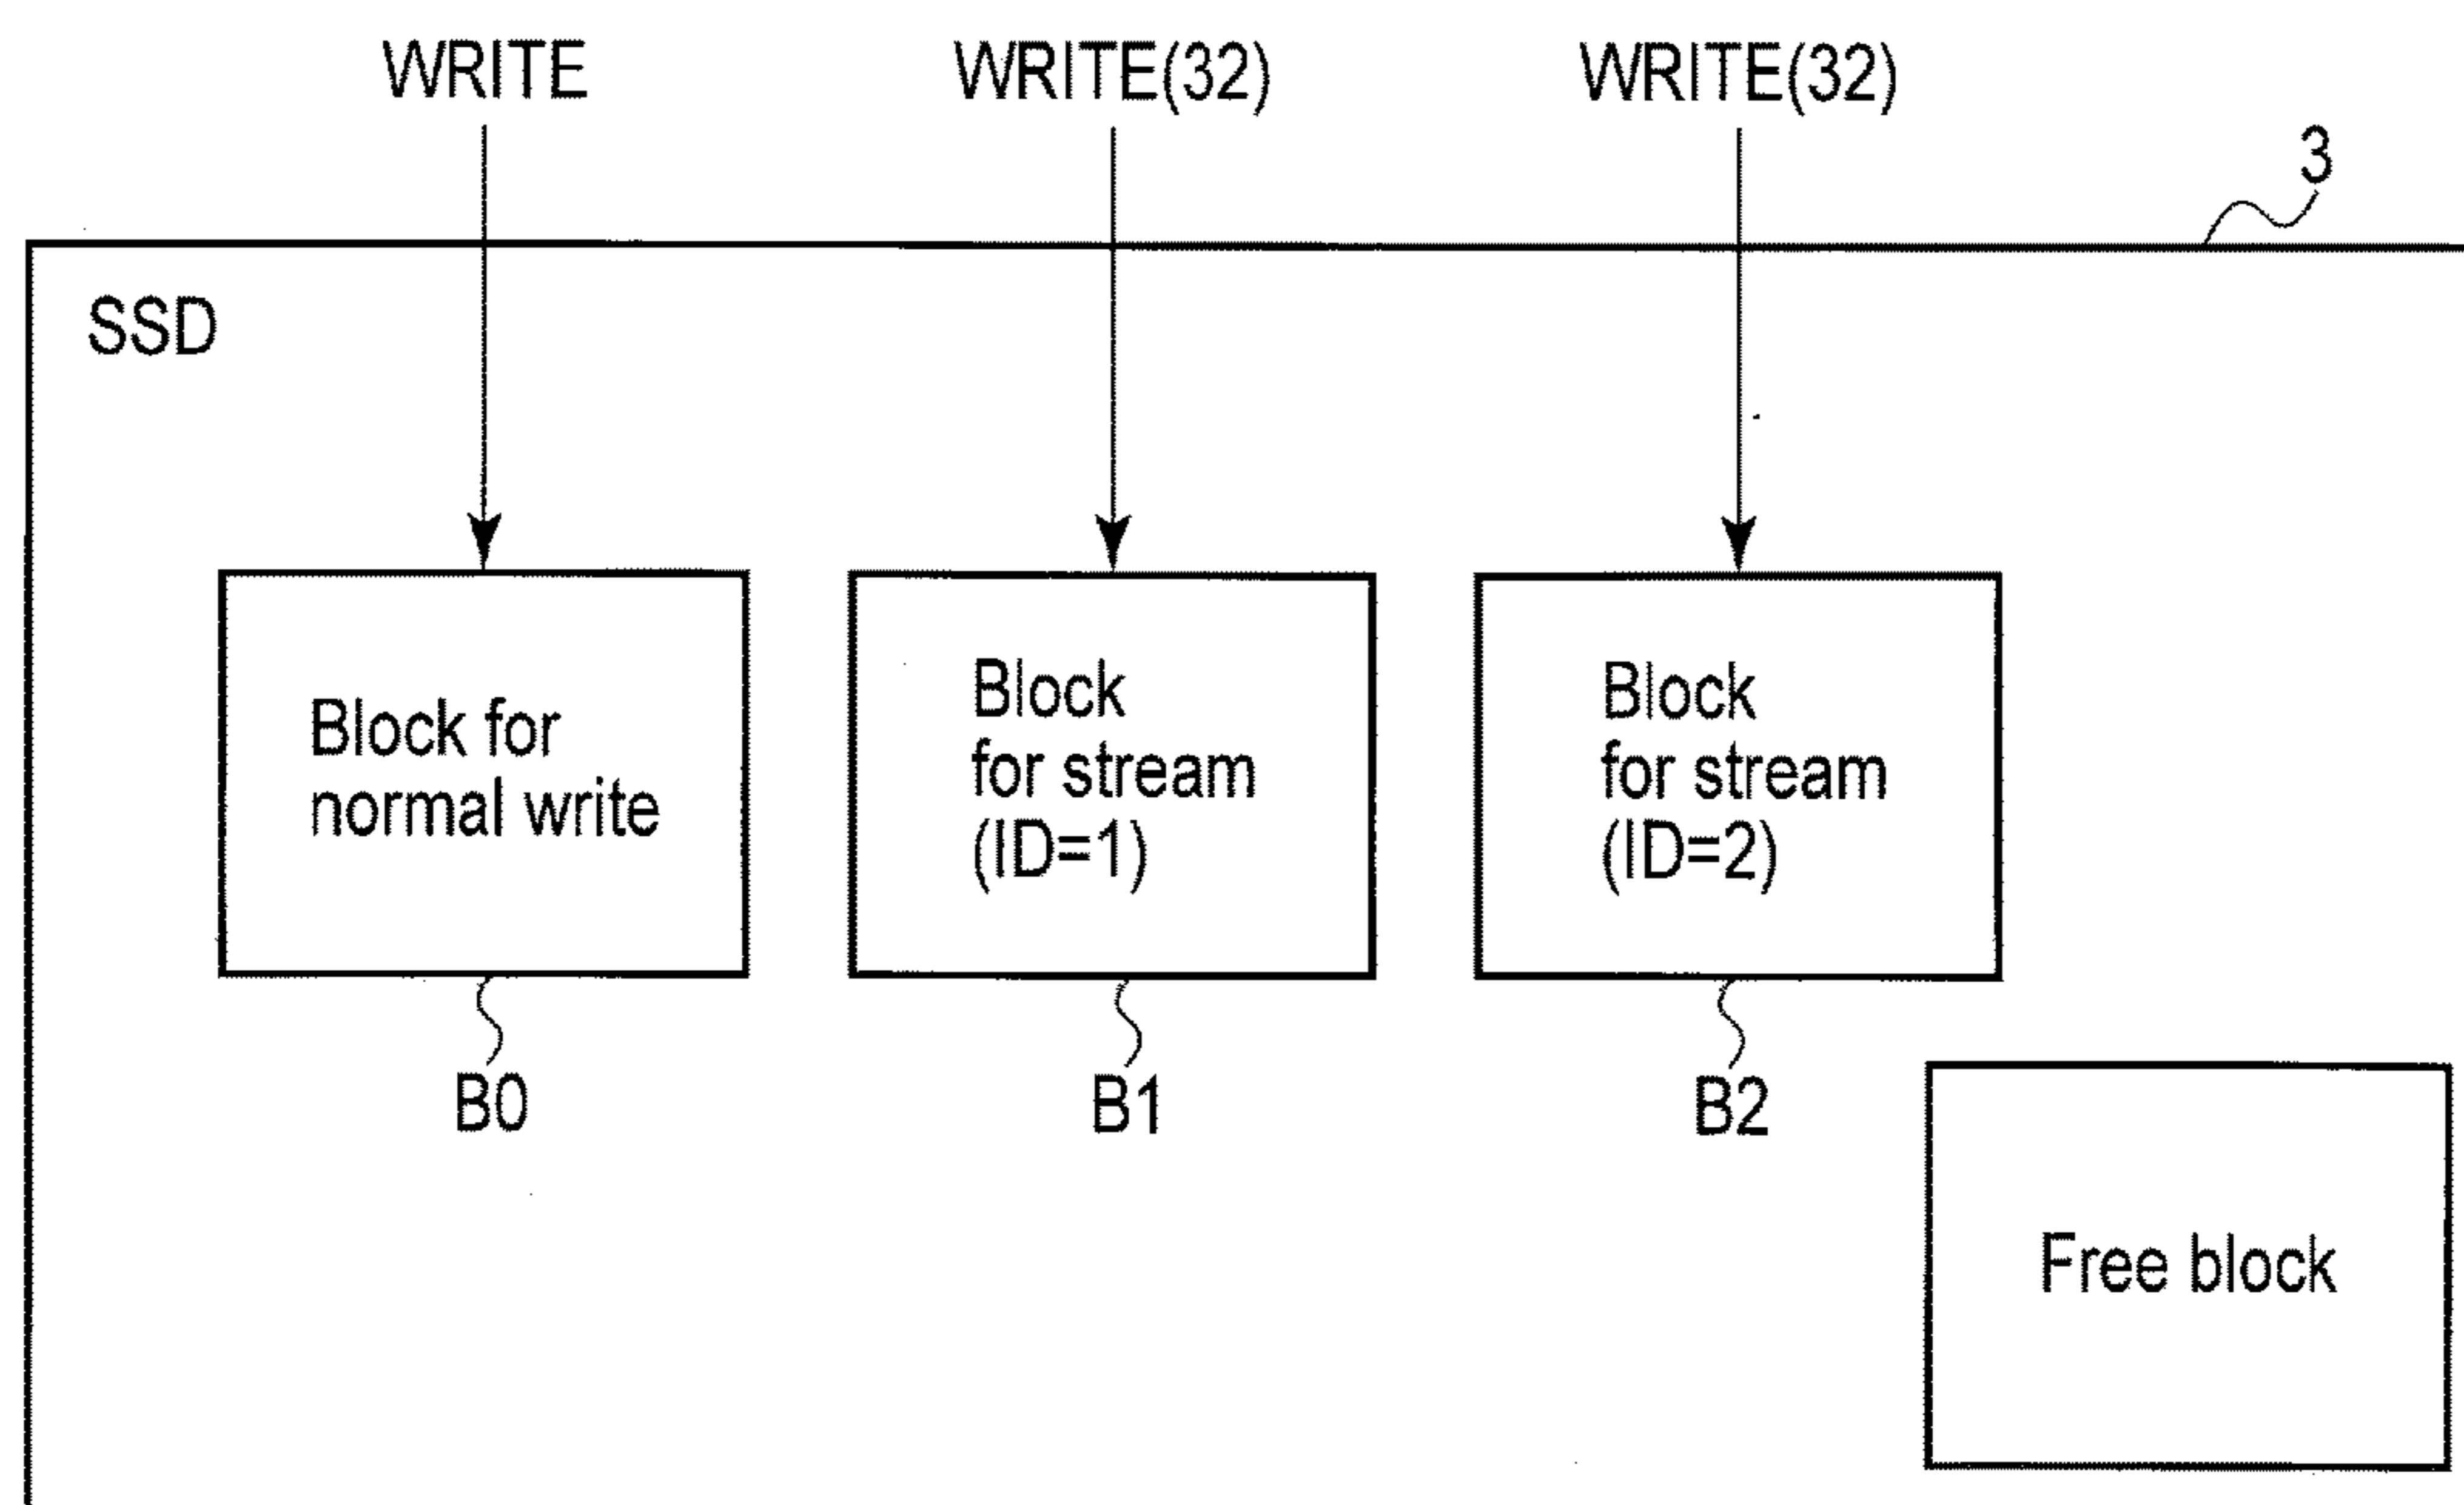 WRITE
WRITE(32)
WRITE(32)
3
SSD
Block for
normal write
Block
for stream
(ID=1)
Block
for stream
(ID=2)
B0
B1
B2
Free block